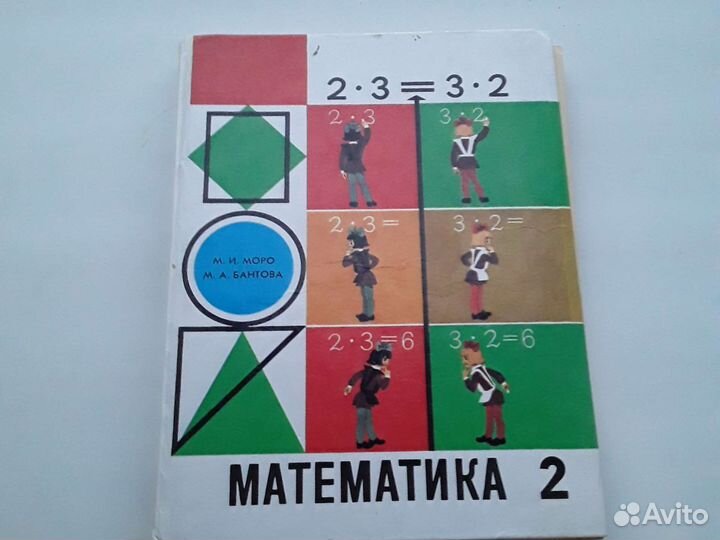 2 · 3 = 3 · 2
2 · 3
3 · 2
2 · 3 =
3 · 2 =
М. И. МОРО
М. А. БАНТОВА
2 · 3 = 6
3 · 2 = 6
МАТЕМАТИКА 2
Avito